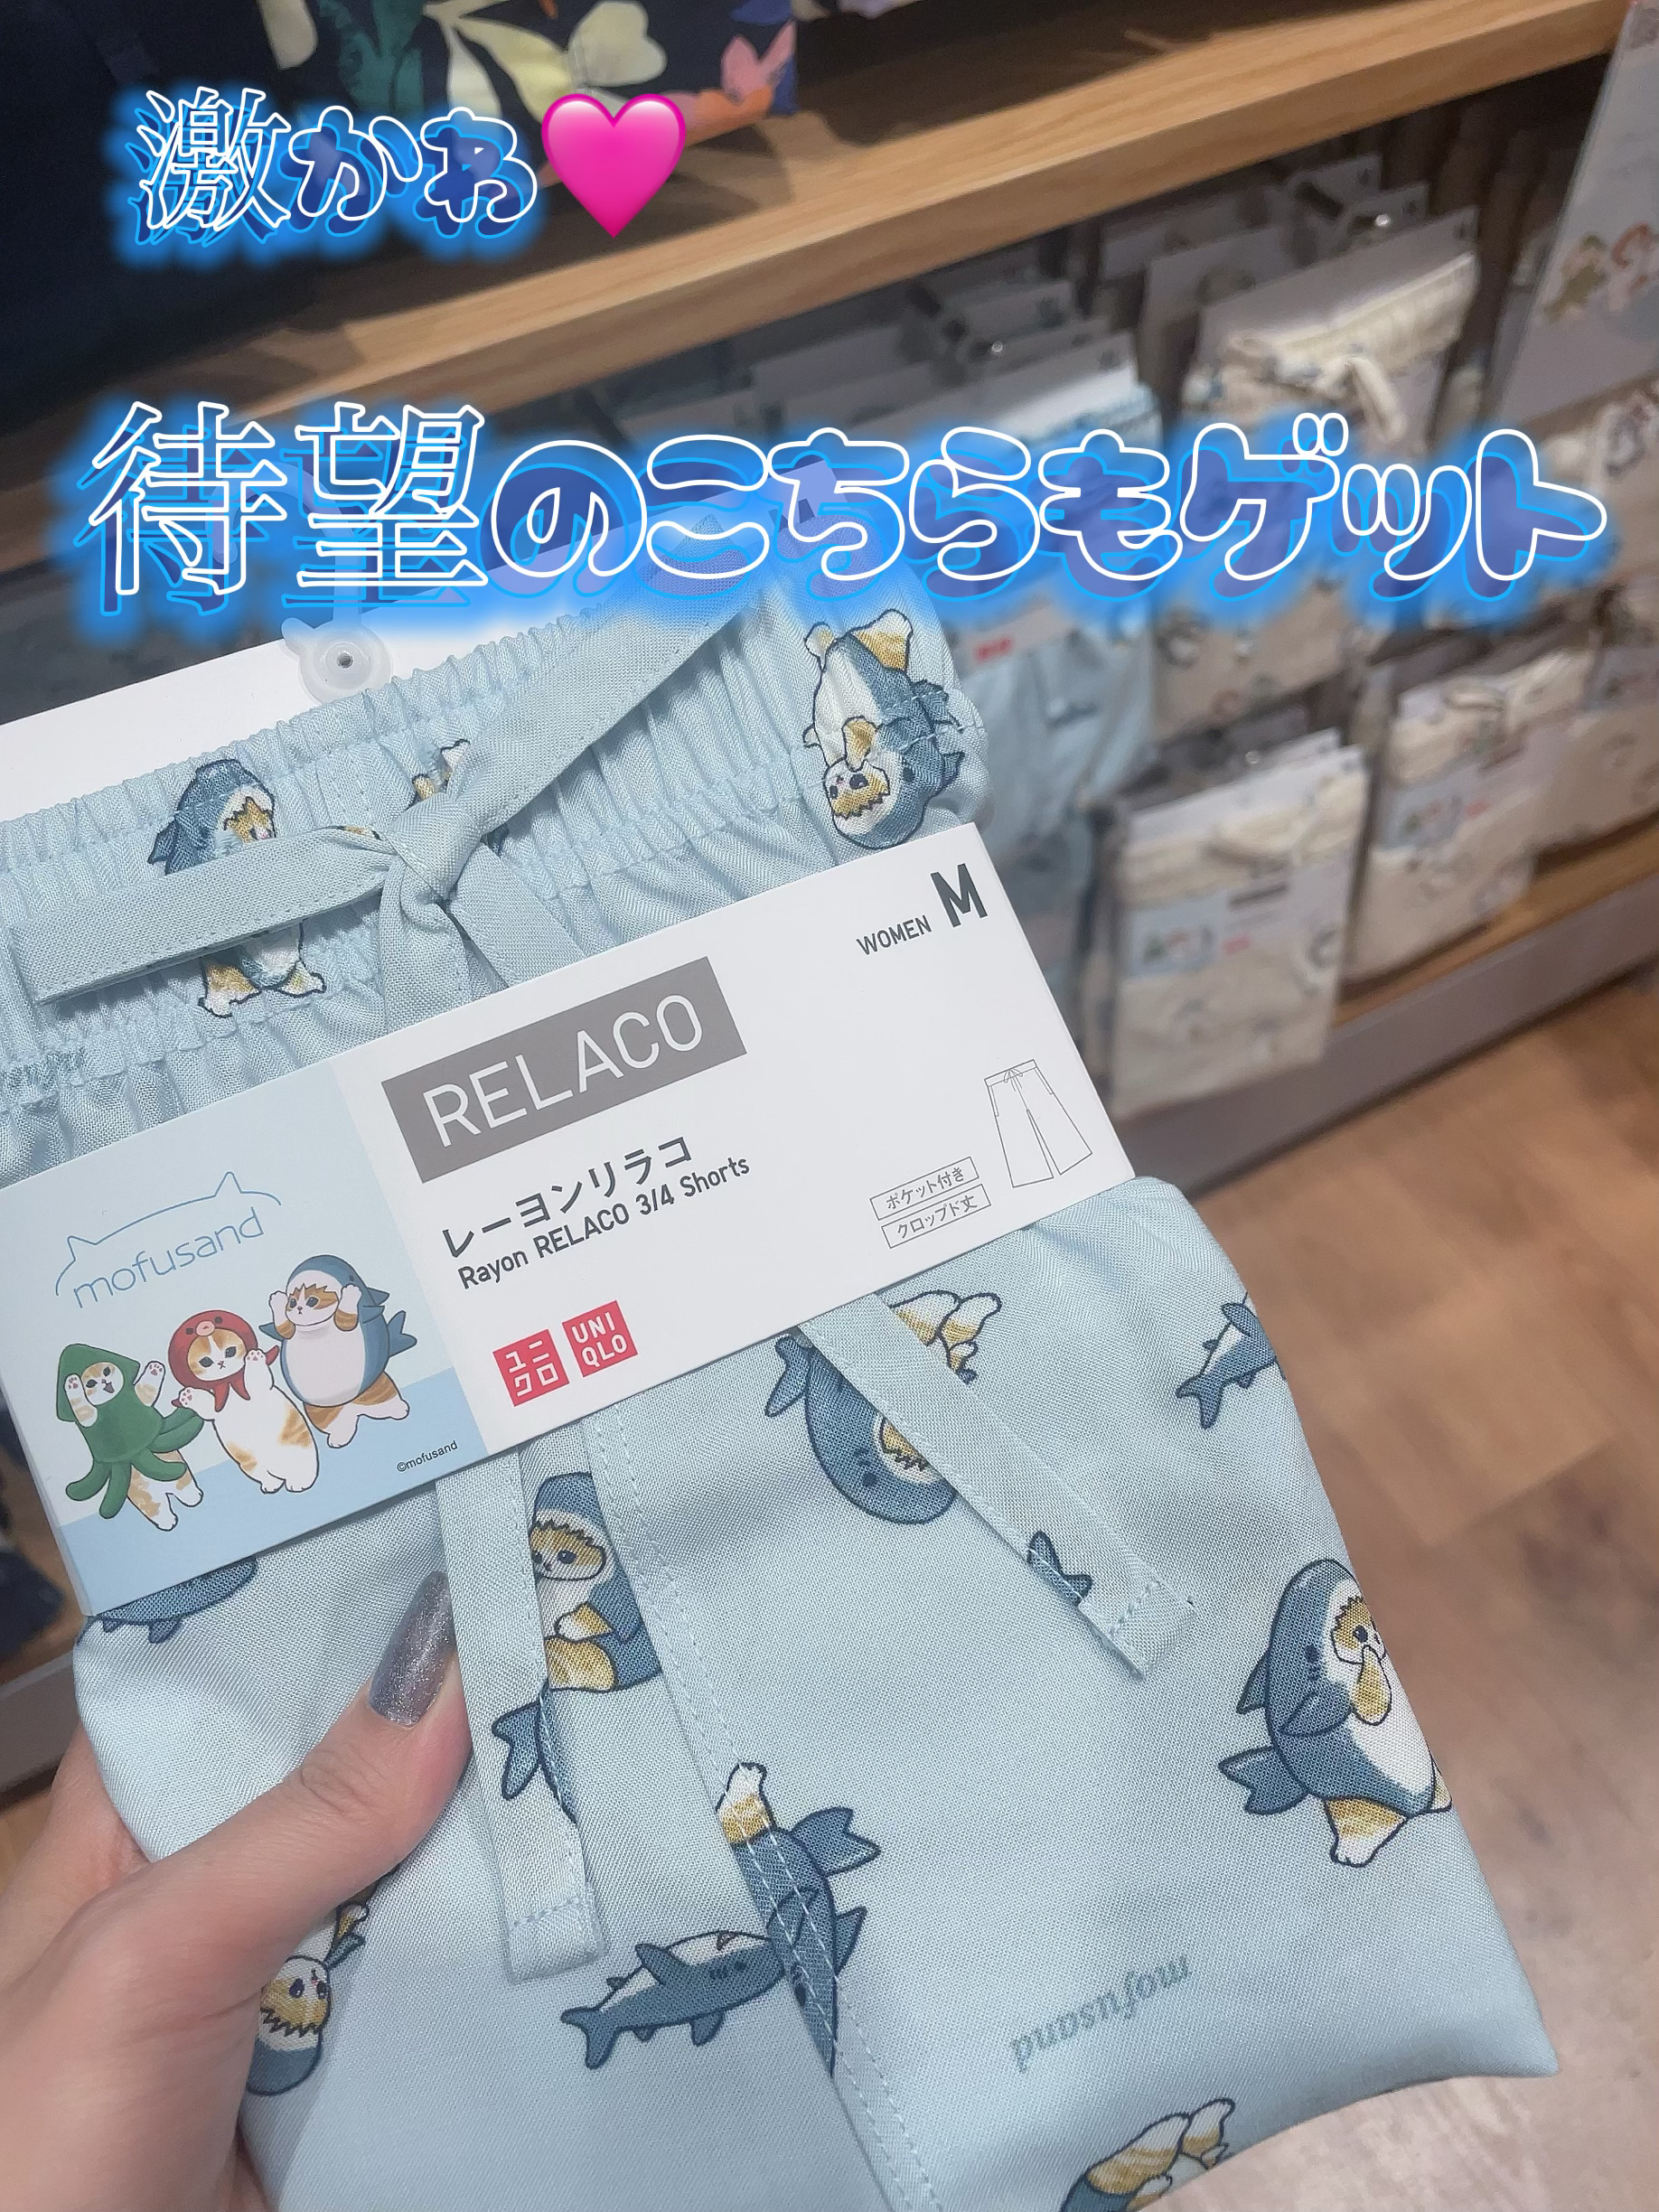 激かわ🩷
待望のこちらもゲット
WOMEN M
RELACO
レーヨンリラコ
Rayon RELACO 3/4 Shorts
ポケット付き
クロップド丈
mofusand
ユニクロ
UNIQLO
©mofusand
mofusand